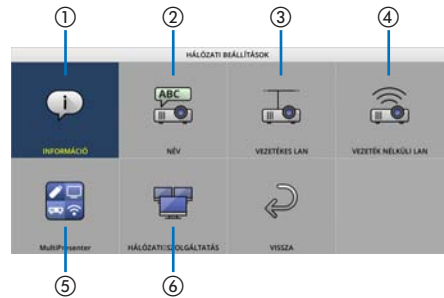 ① ② ③ ④
HÁLÓZATI BEÁLLÍTÁSOK
ABC
INFORMÁCIÓ NÉV VEZETÉKES LAN VEZETÉK NÉLKÜLI LAN
MultiPresenter HÁLÓZATI SZOLGÁLTATÁS VISSZA
⑤ ⑥